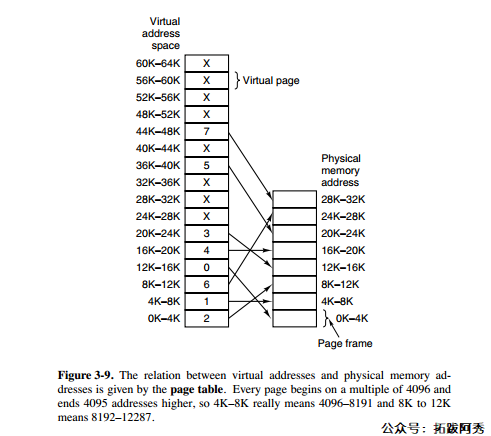 Virtual
address
space
60K–64K X
56K–60K X Virtual page
52K–56K X
48K–52K X
44K–48K 7
40K–44K X
36K–40K 5
32K–36K X
28K–32K X
24K–28K X
20K–24K 3
16K–20K 4
12K–16K 0
8K–12K 6
4K–8K 1
0K–4K 2
Physical
memory
address
28K–32K
24K–28K
20K–24K
16K–20K
12K–16K
8K–12K
4K–8K
0K–4K
Page frame
Figure 3-9. The relation between virtual addresses and physical memory ad-
dresses is given by the page table. Every page begins on a multiple of 4096 and
ends 4095 addresses higher, so 4K–8K really means 4096–8191 and 8K to 12K
means 8192–12287.
公众号：拓跋阿秀